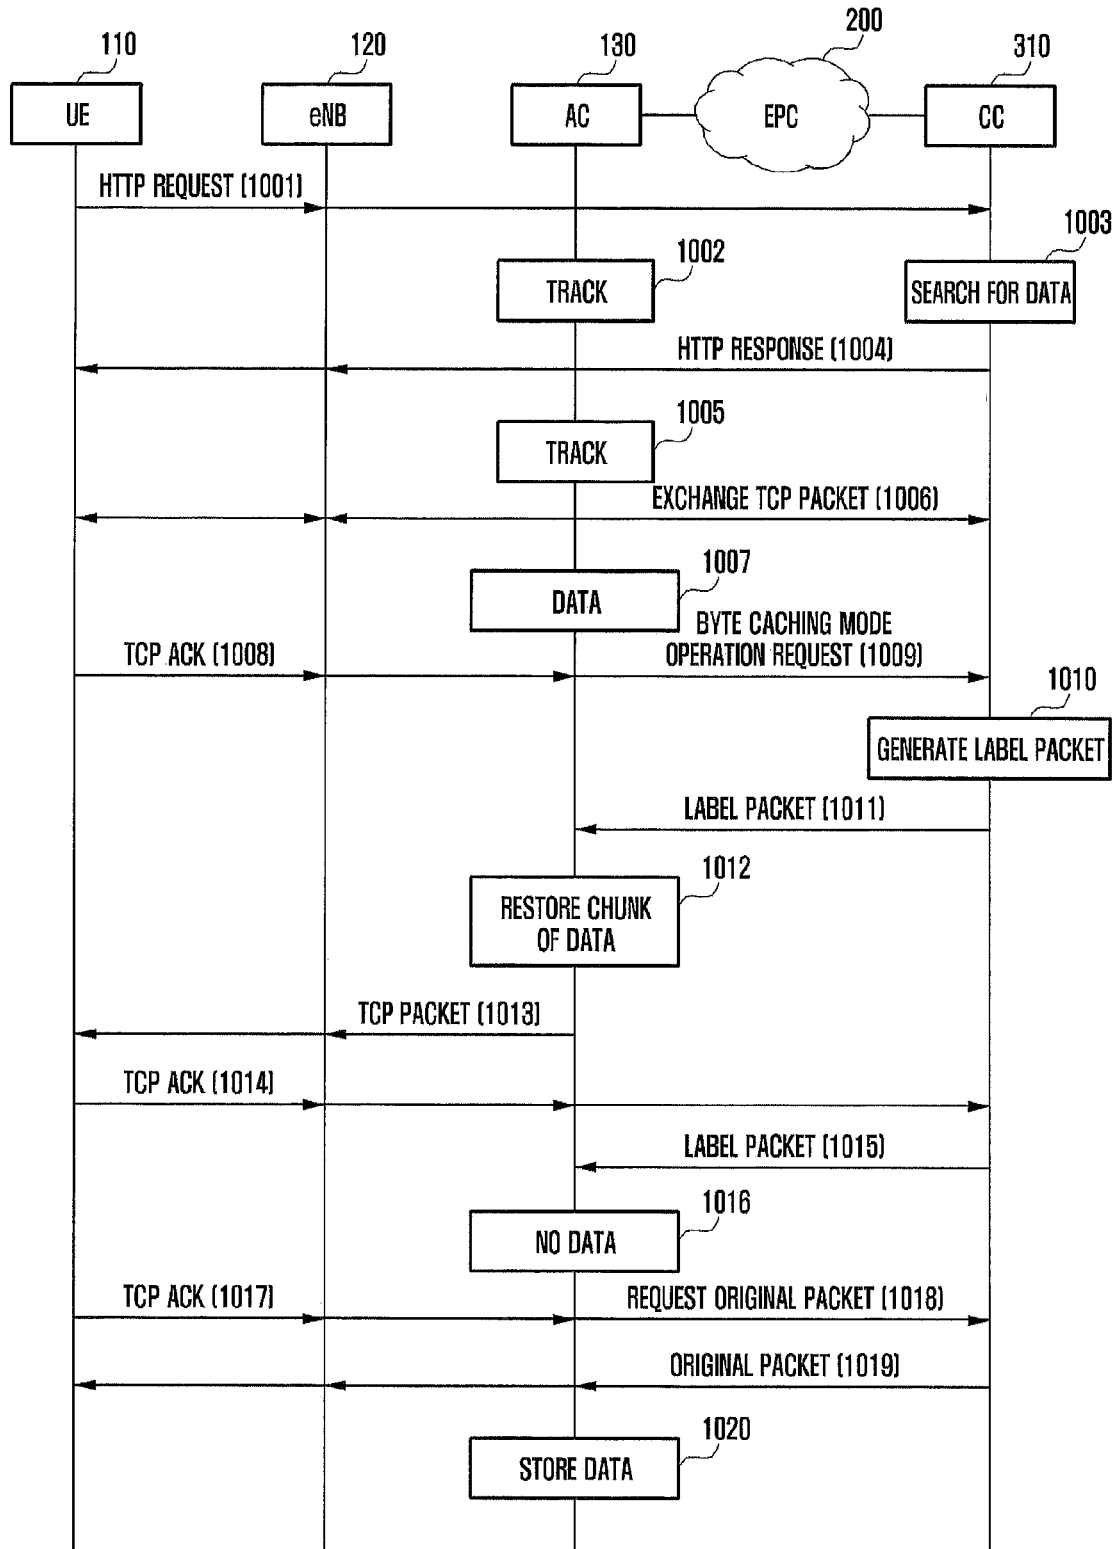 110
120
130
200
310
UE
eNB
AC
EPC
CC
HTTP REQUEST (1001)
1002
TRACK
1003
SEARCH FOR DATA
HTTP RESPONSE (1004)
1005
TRACK
EXCHANGE TCP PACKET (1006)
1007
DATA
TCP ACK (1008)
BYTE CACHING MODE
OPERATION REQUEST (1009)
1010
GENERATE LABEL PACKET
LABEL PACKET (1011)
1012
RESTORE CHUNK
OF DATA
TCP PACKET (1013)
TCP ACK (1014)
LABEL PACKET (1015)
1016
NO DATA
TCP ACK (1017)
REQUEST ORIGINAL PACKET (1018)
ORIGINAL PACKET (1019)
1020
STORE DATA